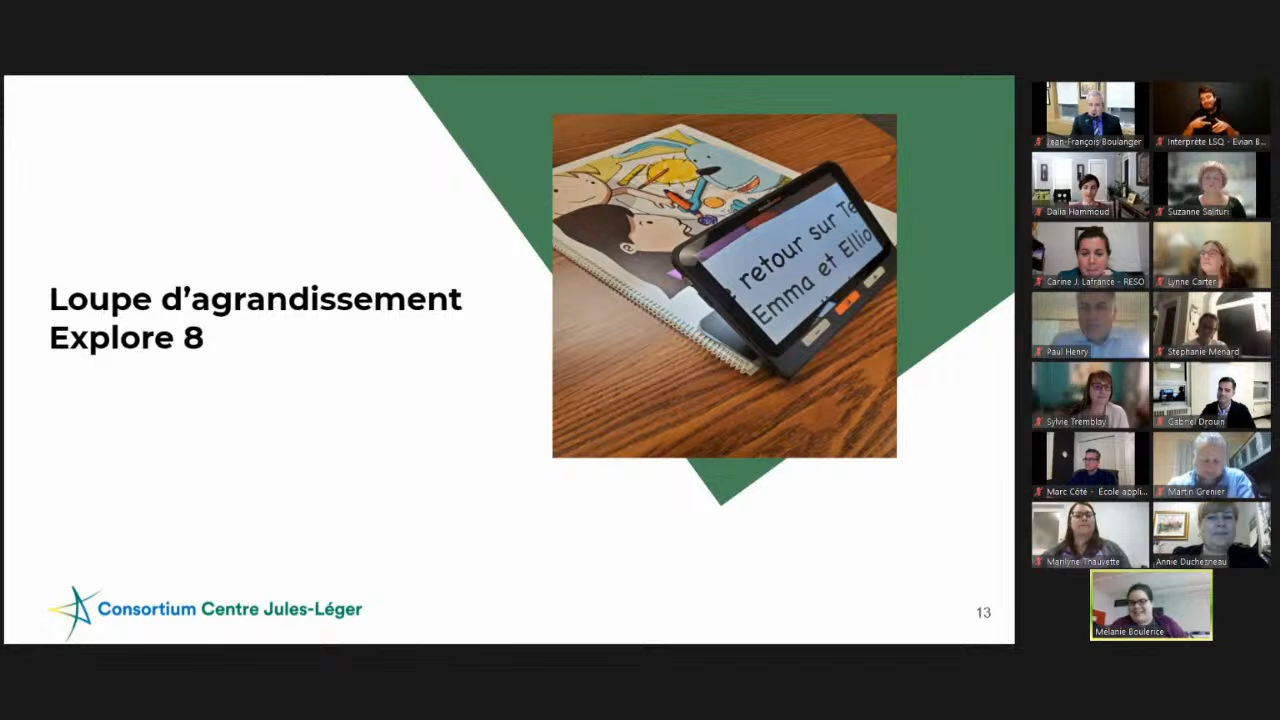 Loupe d'agrandissement
Explore 8
retour sur Te
Emma et Ellio
Consortium Centre Jules-Léger
13
Jean-François Boulanger
Interprète LSQ - Evian B...
Dalia Hammoud
Suzanne Salituri
Carine J. Lafrance - RESO
Lynne Carter
Paul Henry
Stephanie Menard
Sylvie Tremblay
Gabriel Drouin
Marc Côté - École appli...
Martin Grenier
Marilyne Thauvette
Annie Duchesneau
Mélanie Boulerice